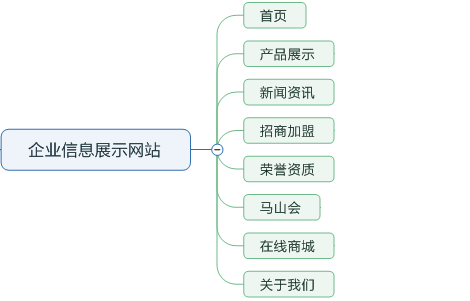 企业信息展示网站
首页
产品展示
新闻资讯
招商加盟
荣誉资质
马山会
在线商城
关于我们